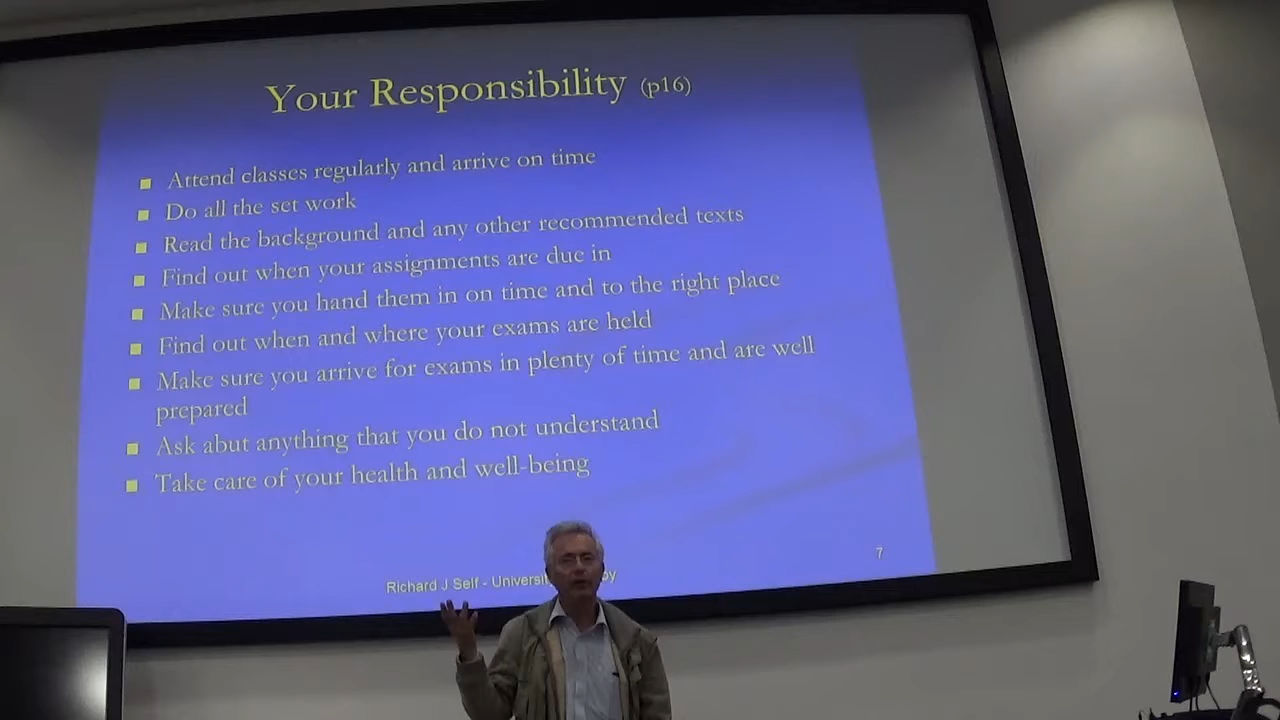 Your Responsibility (p16)
Attend classes regularly and arrive on time
Do all the set work
Read the background and any other recommended texts
Find out when your assignments are due in
Make sure you hand them in on time and to the right place
Find out when and where your exams are held
Make sure you arrive for exams in plenty of time and are well
prepared
Ask abut anything that you do not understand
Take care of your health and well-being
Richard J Self -
7